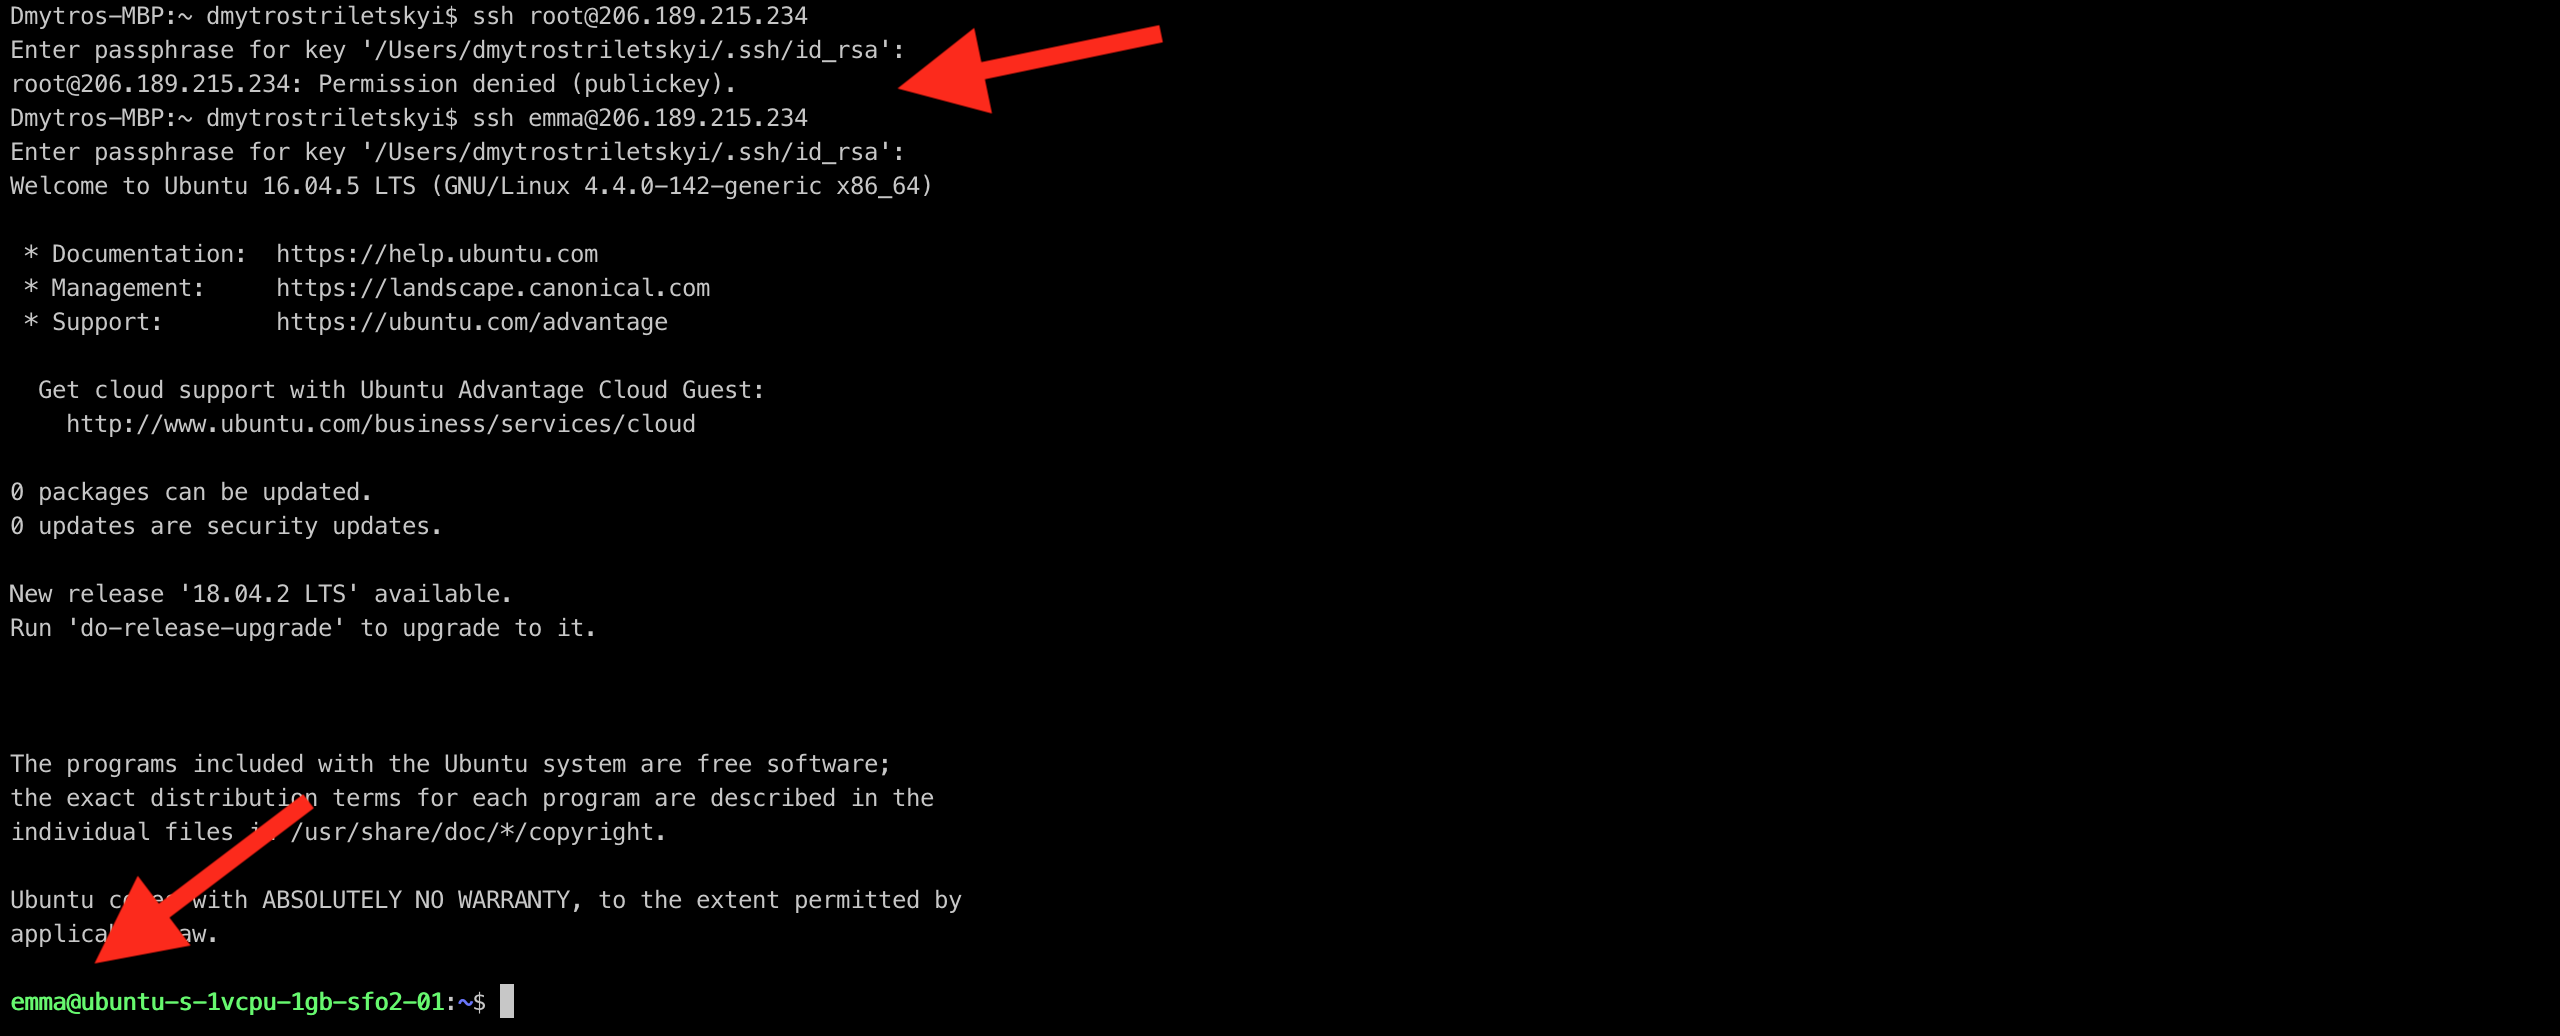 Dmytros-MBP:~ dmytrostriletskyi$ ssh root@206.189.215.234
Enter passphrase for key '/Users/dmytrostriletskyi/.ssh/id_rsa':
root@206.189.215.234: Permission denied (publickey).
Dmytros-MBP:~ dmytrostriletskyi$ ssh emma@206.189.215.234
Enter passphrase for key '/Users/dmytrostriletskyi/.ssh/id_rsa':
Welcome to Ubuntu 16.04.5 LTS (GNU/Linux 4.4.0-142-generic x86_64)
* Documentation:  https://help.ubuntu.com
* Management:     https://landscape.canonical.com
* Support:        https://ubuntu.com/advantage
Get cloud support with Ubuntu Advantage Cloud Guest:
http://www.ubuntu.com/business/services/cloud
0 packages can be updated.
0 updates are security updates.
New release '18.04.2 LTS' available.
Run 'do-release-upgrade' to upgrade to it.
The programs included with the Ubuntu system are free software;
the exact distribution terms for each program are described in the
individual files /usr/share/doc/*/copyright.
Ubuntu with ABSOLUTELY NO WARRANTY, to the extent permitted by
emma@ubuntu-s-1vcpu-1gb-sfo2-01:~$